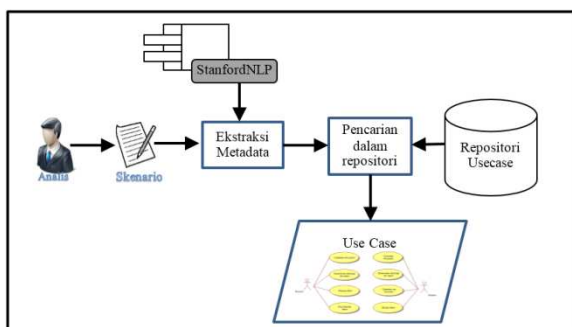 StanfordNLP
Analis
Skenario
Ekstraksi
Metadata
Pencarian
dalam
repositori
Repositori
Usecase
Use Case